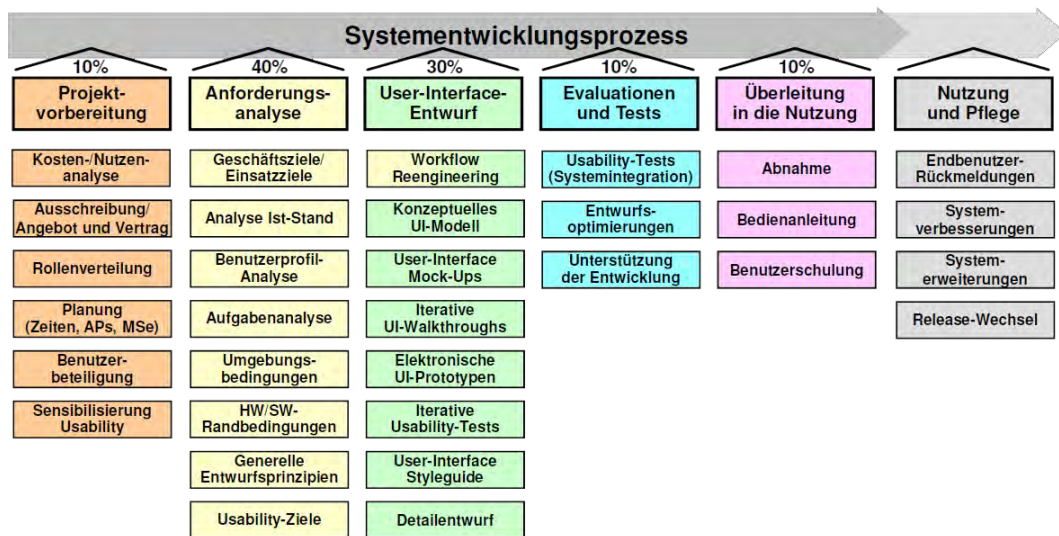 Systementwicklungsprozess
10%
40%
30%
10%
10%
Projekt-
vorbereitung
Anforderungs-
analyse
User-Interface-
Entwurf
Evaluationen
und Tests
Überleitung
in die Nutzung
Nutzung
und Pflege
Kosten-/Nutzen-
analyse
Ausschreibung/
Angebot und Vertrag
Rollenverteilung
Planung
(Zeiten, APs, MSe)
Benutzer-
beteiligung
Sensibilisierung
Usability
Geschäftsziele/
Einsatzziele
Analyse Ist-Stand
Benutzerprofil-
Analyse
Aufgabenanalyse
Umgebungs-
bedingungen
HW/SW-
Randbedingungen
Generelle
Entwurfsprinzipien
Usability-Ziele
Workflow
Reengineering
Konzeptuelles
UI-Modell
User-Interface
Mock-Ups
Iterative
UI-Walkthroughs
Elektronische
UI-Prototypen
Iterative
Usability-Tests
User-Interface
Styleguide
Detailentwurf
Usability-Tests
(Systemintegration)
Entwurfs-
optimierungen
Unterstützung
der Entwicklung
Abnahme
Bedienanleitung
Benutzerschulung
Endbenutzer-
Rückmeldungen
System-
verbesserungen
System-
erweiterungen
Release-Wechsel